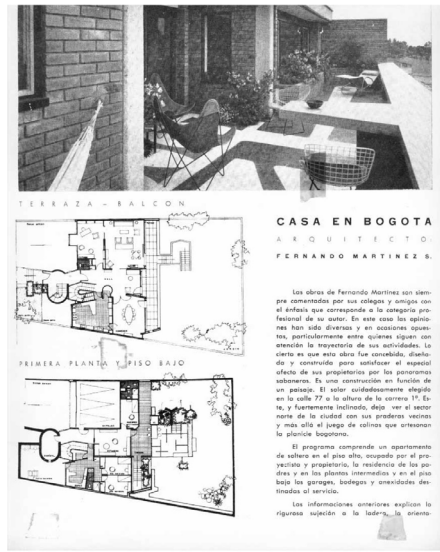 TERRAZA – BALCON
CASA EN BOGOTA
ARQUITECTO:
FERNANDO MARTINEZ S.
PRIMERA PLANTA Y PISO BAJO
Las obras de Fernando Martínez son siem-
pre comentadas por sus colegas y amigos con
el énfasis que corresponde a la categoría pro-
fesional de su autor. En este caso las opinio-
nes han sido diversas y en ocasiones opues-
tas, particularmente entre quienes siguen con
atención la trayectoria de sus actividades. Lo
cierto es que esta obra fue concebida, diseña-
da y construida para satisfacer el especial
afecto de sus propietarios por los panoramas
sabaneros. Es una construcción en función de
un paisaje. El solar cuidadosamente elegido
en la calle 77 a la altura de la carrera 1ª. Es-
te, y fuertemente inclinado, deja ver el sector
norte de la ciudad con sus praderas vecinas
y más allá el juego de colinas que artesonan
la planicie bogotana.
El programa comprende un apartamento
de soltero en el piso alto, ocupado por el pro-
yectista y propietario, la residencia de los pa-
dres y en las plantas intermedias y en el piso
bajo los garages, bodegas y anexidades des-
tinadas al servicio.
Las informaciones anteriores explican la
rigurosa sujeción a la ladera, la oriento-